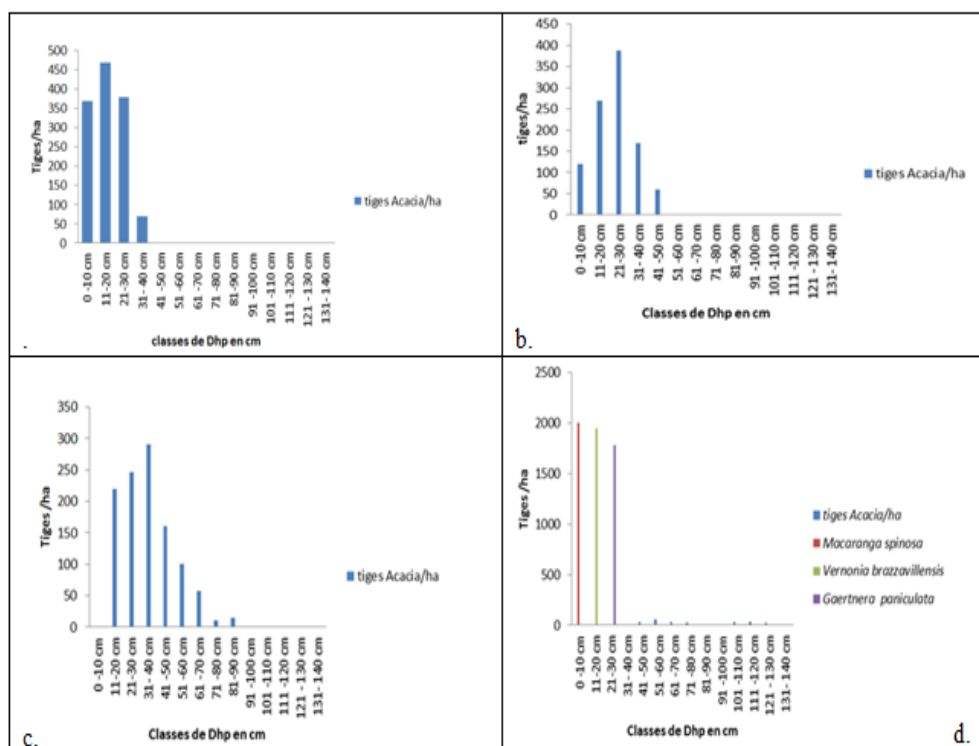 500
450
400
350
300
250
200
150
100
50
0
Tiges/ha
0 -10 cm
11-20 cm
21-30 cm
31- 40 cm
41 -50 cm
51 -60 cm
61 -70 cm
71 -80 cm
81-90 cm
91 -100 cm
101 -110 cm
111 -120 cm
121 - 130 cm
131- 140 cm
classes de Dhp en cm
tiges Acacia/ha
.
450
400
350
300
250
200
150
100
50
0
tiges/ha
0 -10 cm
11-20 cm
21-30 cm
31- 40 cm
41 -50 cm
51 -60 cm
61 -70 cm
71 -80 cm
81-90 cm
91 -100 cm
101 -110 cm
111 -120 cm
121 - 130 cm
131- 140 cm
Classes de Dhp en cm
tiges Acacia/ha
b.
350
300
250
200
150
100
50
0
Tiges /ha
0 -10 cm
11-20 cm
21-30 cm
31- 40 cm
41 -50 cm
51 -60 cm
61 -70 cm
71 -80 cm
81-90 cm
91 -100 cm
101 -110 cm
111 -120 cm
121 - 130 cm
131- 140 cm
Classes de Dhp en cm
tiges Acacia/ha
c.
2500
2000
1500
1000
500
0
Tiges/ha
0 -10 cm
11-20 cm
21-30 cm
31- 40 cm
41 -50 cm
51 -60 cm
61 -70 cm
71 -80 cm
81-90 cm
91 -100 cm
101 -110 cm
111 -120 cm
121 - 130 cm
131- 140 cm
Classes de Dhp en cm
tiges Acacia/ha
Macaranga spinosa
Vernonia brazzavillensis
Gaertnera paniculata
d.